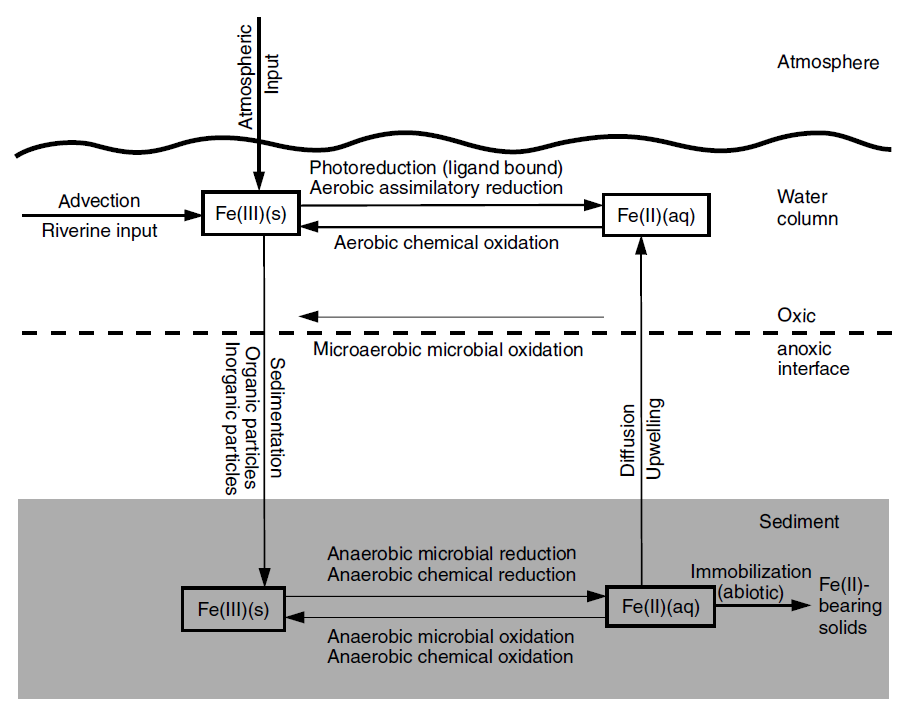 Atmospheric
Input
Atmosphere
Photoreduction (ligand bound)
Aerobic assimilatory reduction
Advection
Riverine input
Fe(III)(s)
Fe(II)(aq)
Water
column
Aerobic chemical oxidation
Oxic
Microaerobic microbial oxidation
anoxic
interface
Sedimentation
Organic particles
Inorganic particles
Diffusion
Upwelling
Sediment
Anaerobic microbial reduction
Anaerobic chemical reduction
Fe(III)(s)
Fe(II)(aq)
Immobilization
(abiotic)
Fe(II)-
bearing
solids
Anaerobic microbial oxidation
Anaerobic chemical oxidation